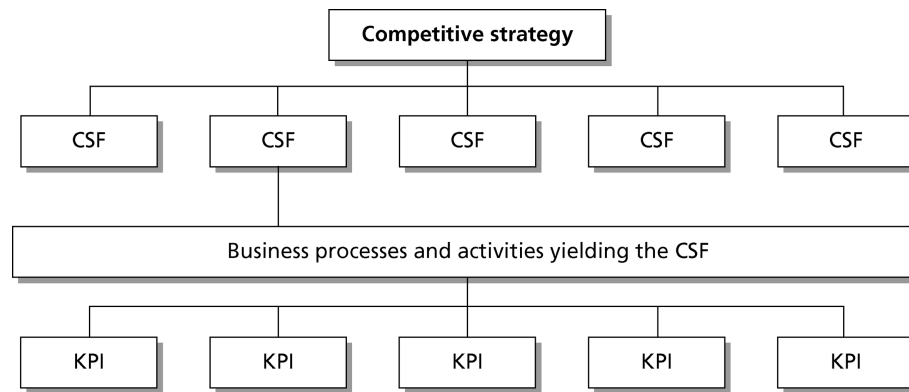 Competitive strategy
CSF CSF CSF CSF CSF
Business processes and activities yielding the CSF
KPI KPI KPI KPI KPI